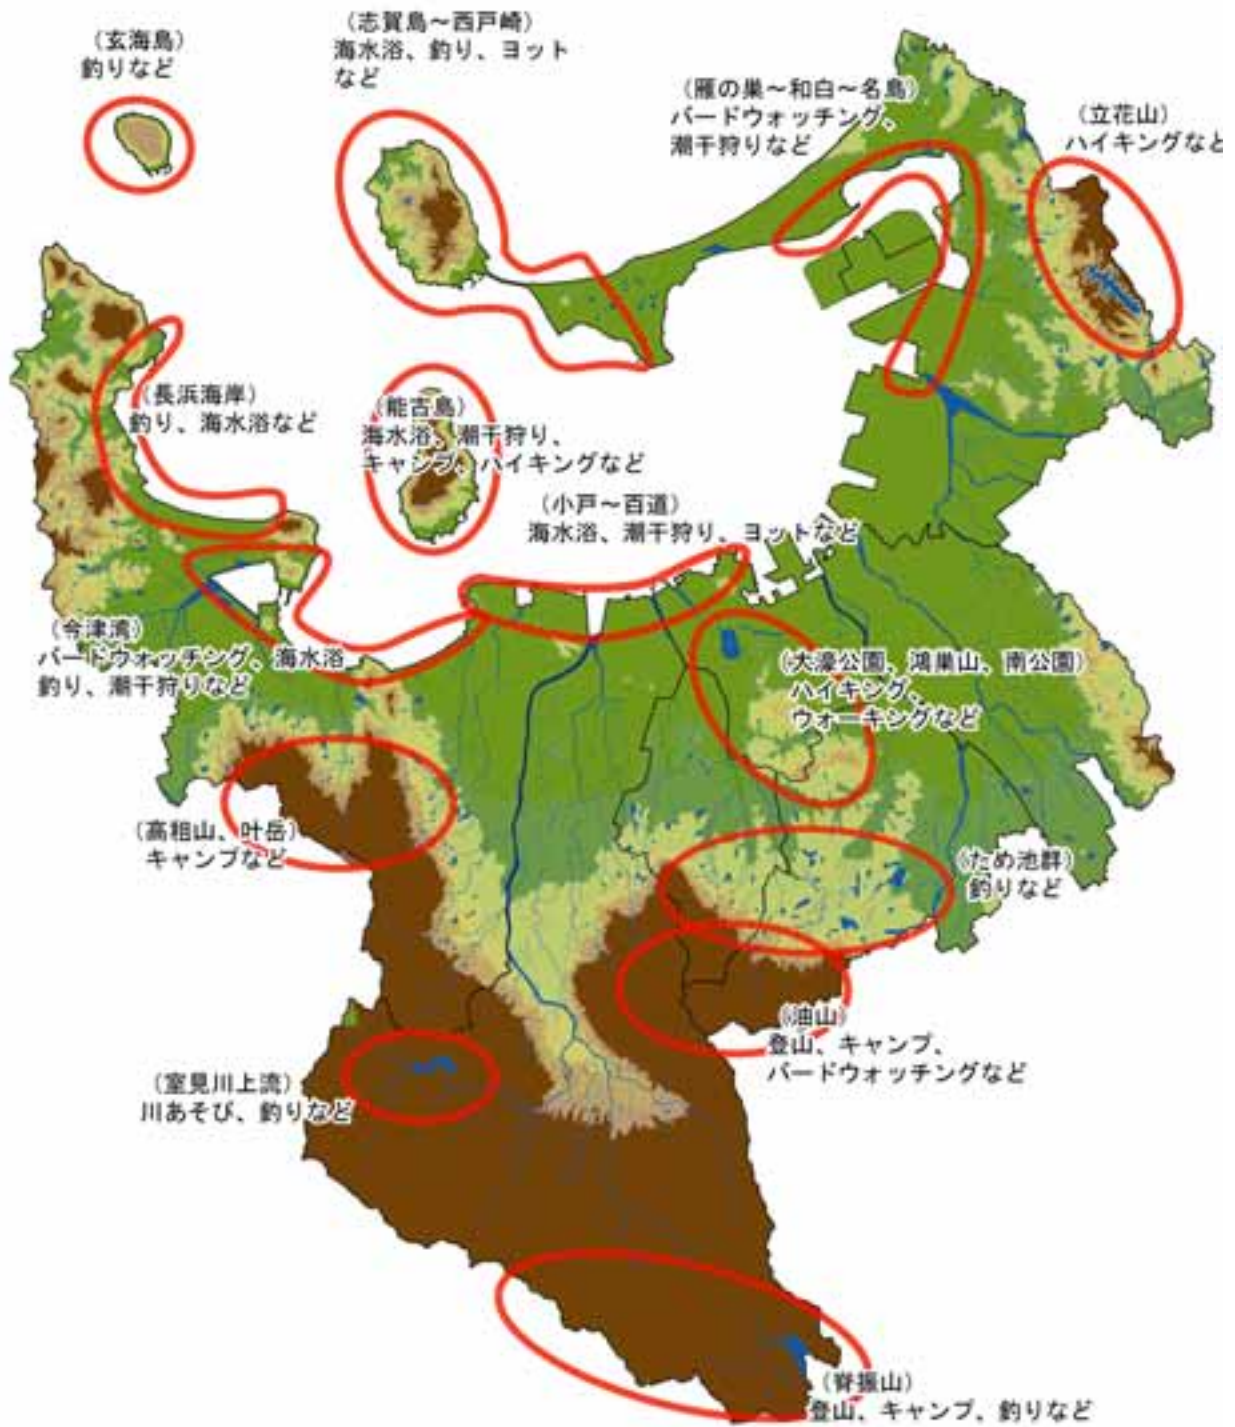 （玄海島）
釣りなど
（志賀島～西戸崎）
海水浴、釣り、ヨット
など
（雁の巣～和白～名島）
バードウォッチング、
潮干狩りなど
（立花山）
ハイキングなど
（長浜海岸）
釣り、海水浴など
（能古島）
海水浴、潮干狩り、
キャンプ、ハイキングなど
（小戸～百道）
海水浴、潮干狩り、ヨットなど
（今津湾）
バードウォッチング、海水浴
釣り、潮干狩りなど
（大濠公園、鴻巣山、南公園）
ハイキング、
ウォーキングなど
（高祖山、叶岳）
キャンプなど
（ため池群）
釣りなど
（油山）
登山、キャンプ、
バードウォッチングなど
（室見川上流）
川あそび、釣りなど
（脊振山）
登山、キャンプ、釣りなど